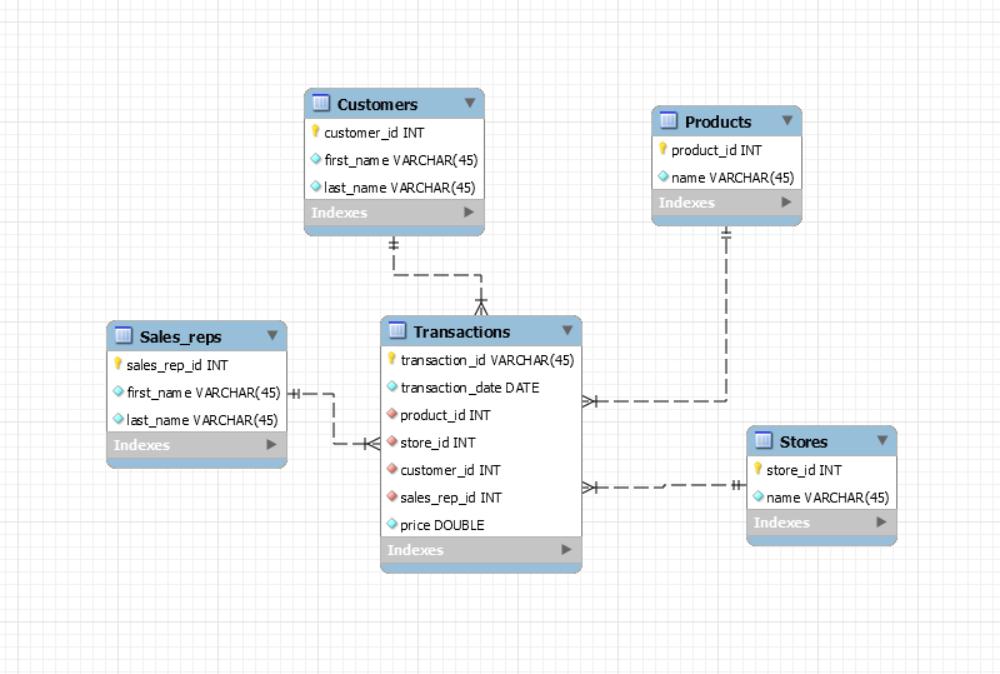 Customers
customer_id INT
first_name VARCHAR(45)
last_name VARCHAR(45)
Indexes
Products
product_id INT
name VARCHAR(45)
Indexes
Sales_reps
sales_rep_id INT
first_name VARCHAR(45)
last_name VARCHAR(45)
Indexes
Transactions
transaction_id VARCHAR(45)
transaction_date DATE
product_id INT
store_id INT
customer_id INT
sales_rep_id INT
price DOUBLE
Indexes
Stores
store_id INT
name VARCHAR(45)
Indexes